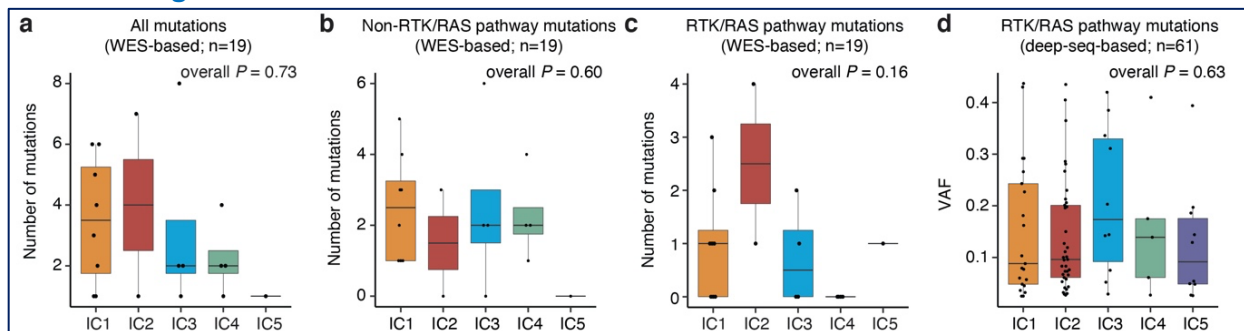 a
All mutations
(WES-based; n=19)
overall P = 0.73
Number of mutations
8
6
4
2
IC1 IC2 IC3 IC4 IC5
b
Non-RTK/RAS pathway mutations
(WES-based; n=19)
overall P = 0.60
Number of mutations
6
4
2
0
IC1 IC2 IC3 IC4 IC5
c
RTK/RAS pathway mutations
(WES-based; n=19)
overall P = 0.16
Number of mutations
4
3
2
1
0
IC1 IC2 IC3 IC4 IC5
d
RTK/RAS pathway mutations
(deep-seq-based; n=61)
overall P = 0.63
VAF
0.4
0.3
0.2
0.1
IC1 IC2 IC3 IC4 IC5